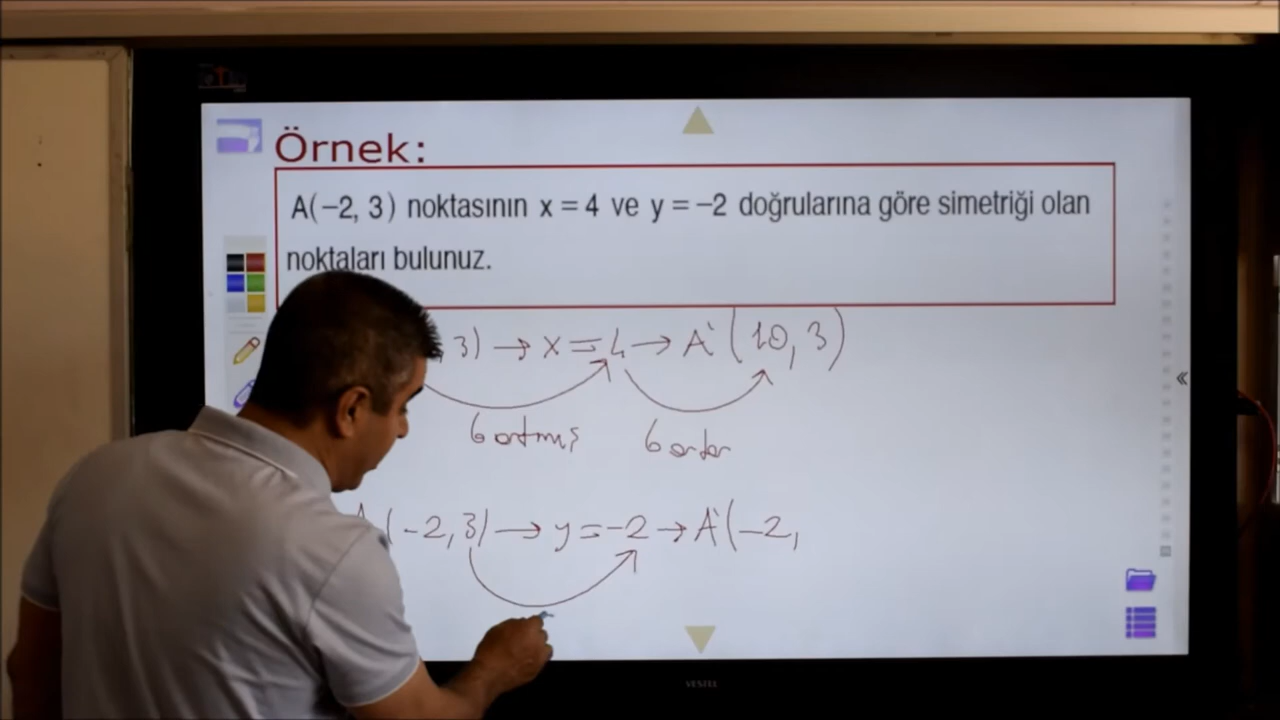 Örnek:
A(−2, 3) noktasının x = 4 ve y = −2 doğrularına göre simetriği olan
noktaları bulunuz.
, 3) → x = 4 → A'(10, 3)
6 artmış 6 artar
A(-2, 3) → y = -2 → A'(-2,
VESTEL